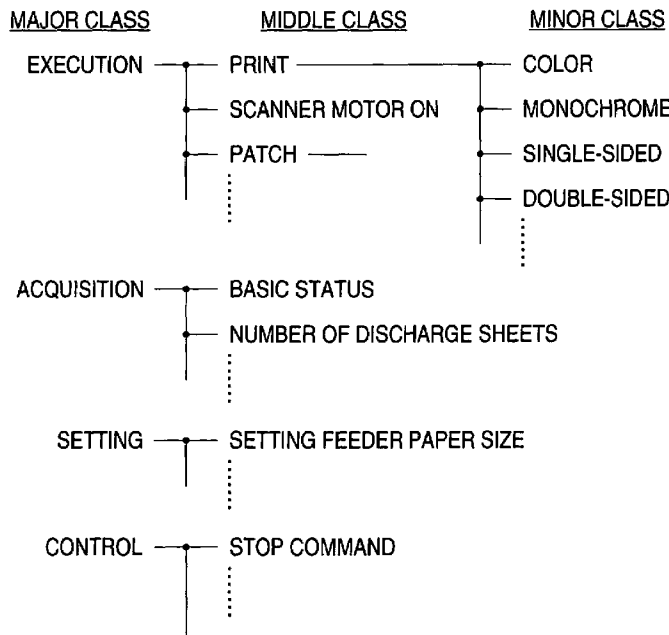 MAJOR CLASS MIDDLE CLASS MINOR CLASS
EXECUTION PRINT COLOR
SCANNER MOTOR ON MONOCHROME
PATCH SINGLE-SIDED
DOUBLE-SIDED
ACQUISITION BASIC STATUS
NUMBER OF DISCHARGE SHEETS
SETTING SETTING FEEDER PAPER SIZE
CONTROL STOP COMMAND